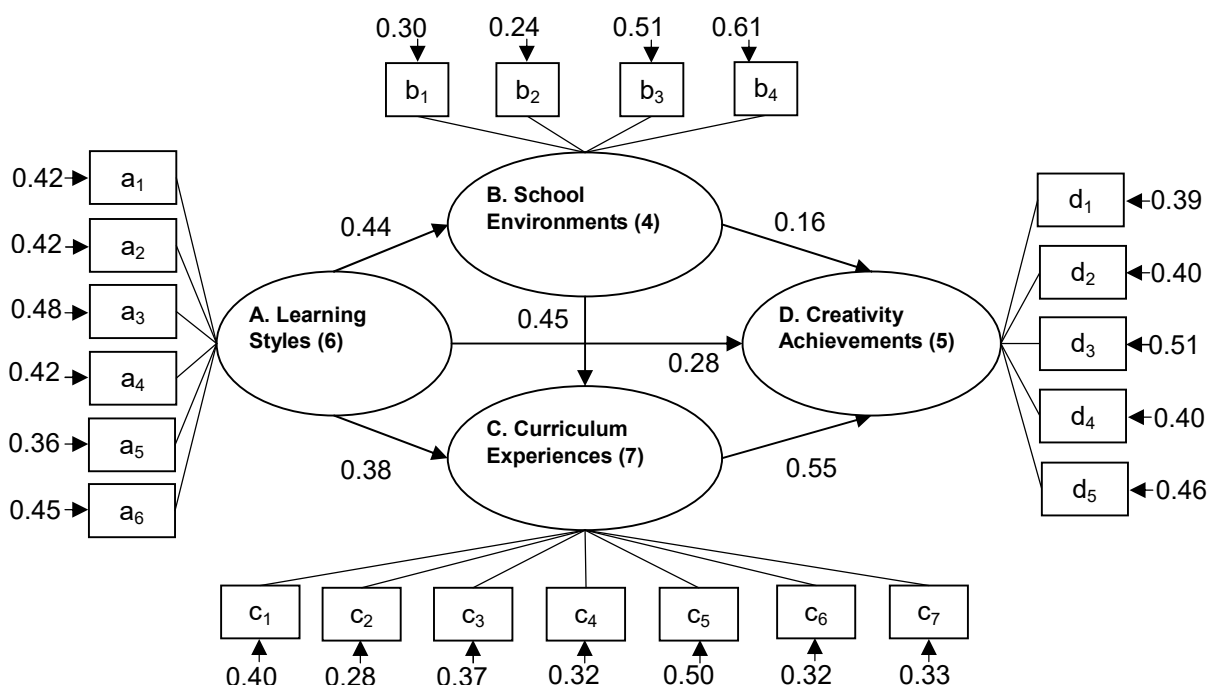 0.30 0.24 0.51 0.61
b₁ b₂ b₃ b₄
0.42 a₁
0.42 a₂
0.48 a₃
0.42 a₄
0.36 a₅
0.45 a₆
B. School
Environments (4)
0.44
0.16
A. Learning
Styles (6)
0.45
0.28
D. Creativity
Achievements (5)
C. Curriculum
Experiences (7)
0.38
0.55
d₁ 0.39
d₂ 0.40
d₃ 0.51
d₄ 0.40
d₅ 0.46
c₁ c₂ c₃ c₄ c₅ c₆ c₇
0.40 0.28 0.37 0.32 0.50 0.32 0.33